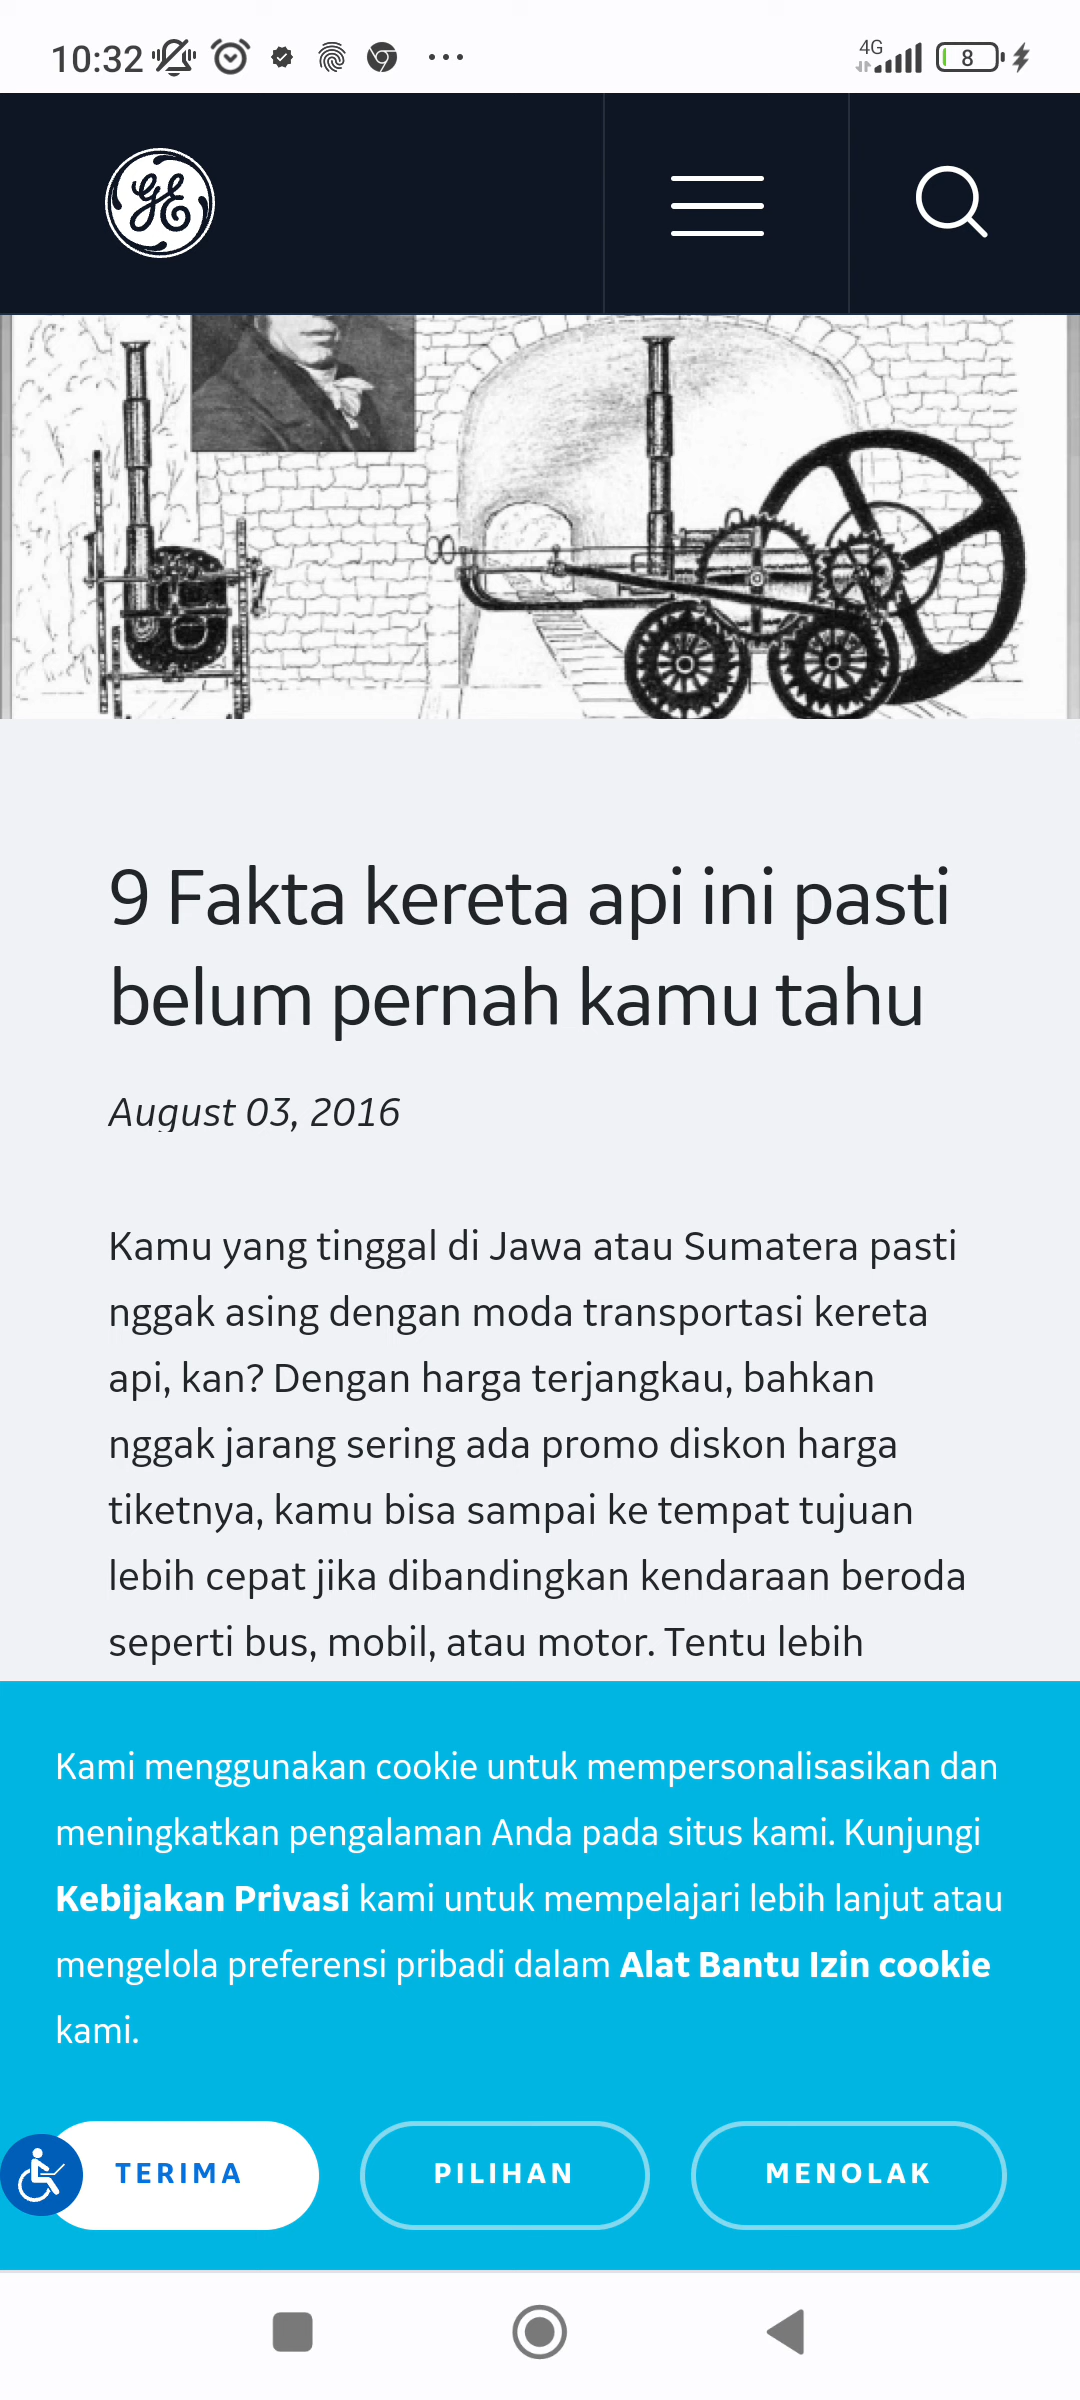 10:32
4G
8
GE
9 Fakta kereta api ini pasti
belum pernah kamu tahu
August 03, 2016
Kamu yang tinggal di Jawa atau Sumatera pasti
nggak asing dengan moda transportasi kereta
api, kan? Dengan harga terjangkau, bahkan
nggak jarang sering ada promo diskon harga
tiketnya, kamu bisa sampai ke tempat tujuan
lebih cepat jika dibandingkan kendaraan beroda
seperti bus, mobil, atau motor. Tentu lebih
Kami menggunakan cookie untuk mempersonalisasikan dan
meningkatkan pengalaman Anda pada situs kami. Kunjungi
Kebijakan Privasi kami untuk mempelajari lebih lanjut atau
mengelola preferensi pribadi dalam Alat Bantu Izin cookie
kami.
TERIMA
PILIHAN
MENOLAK